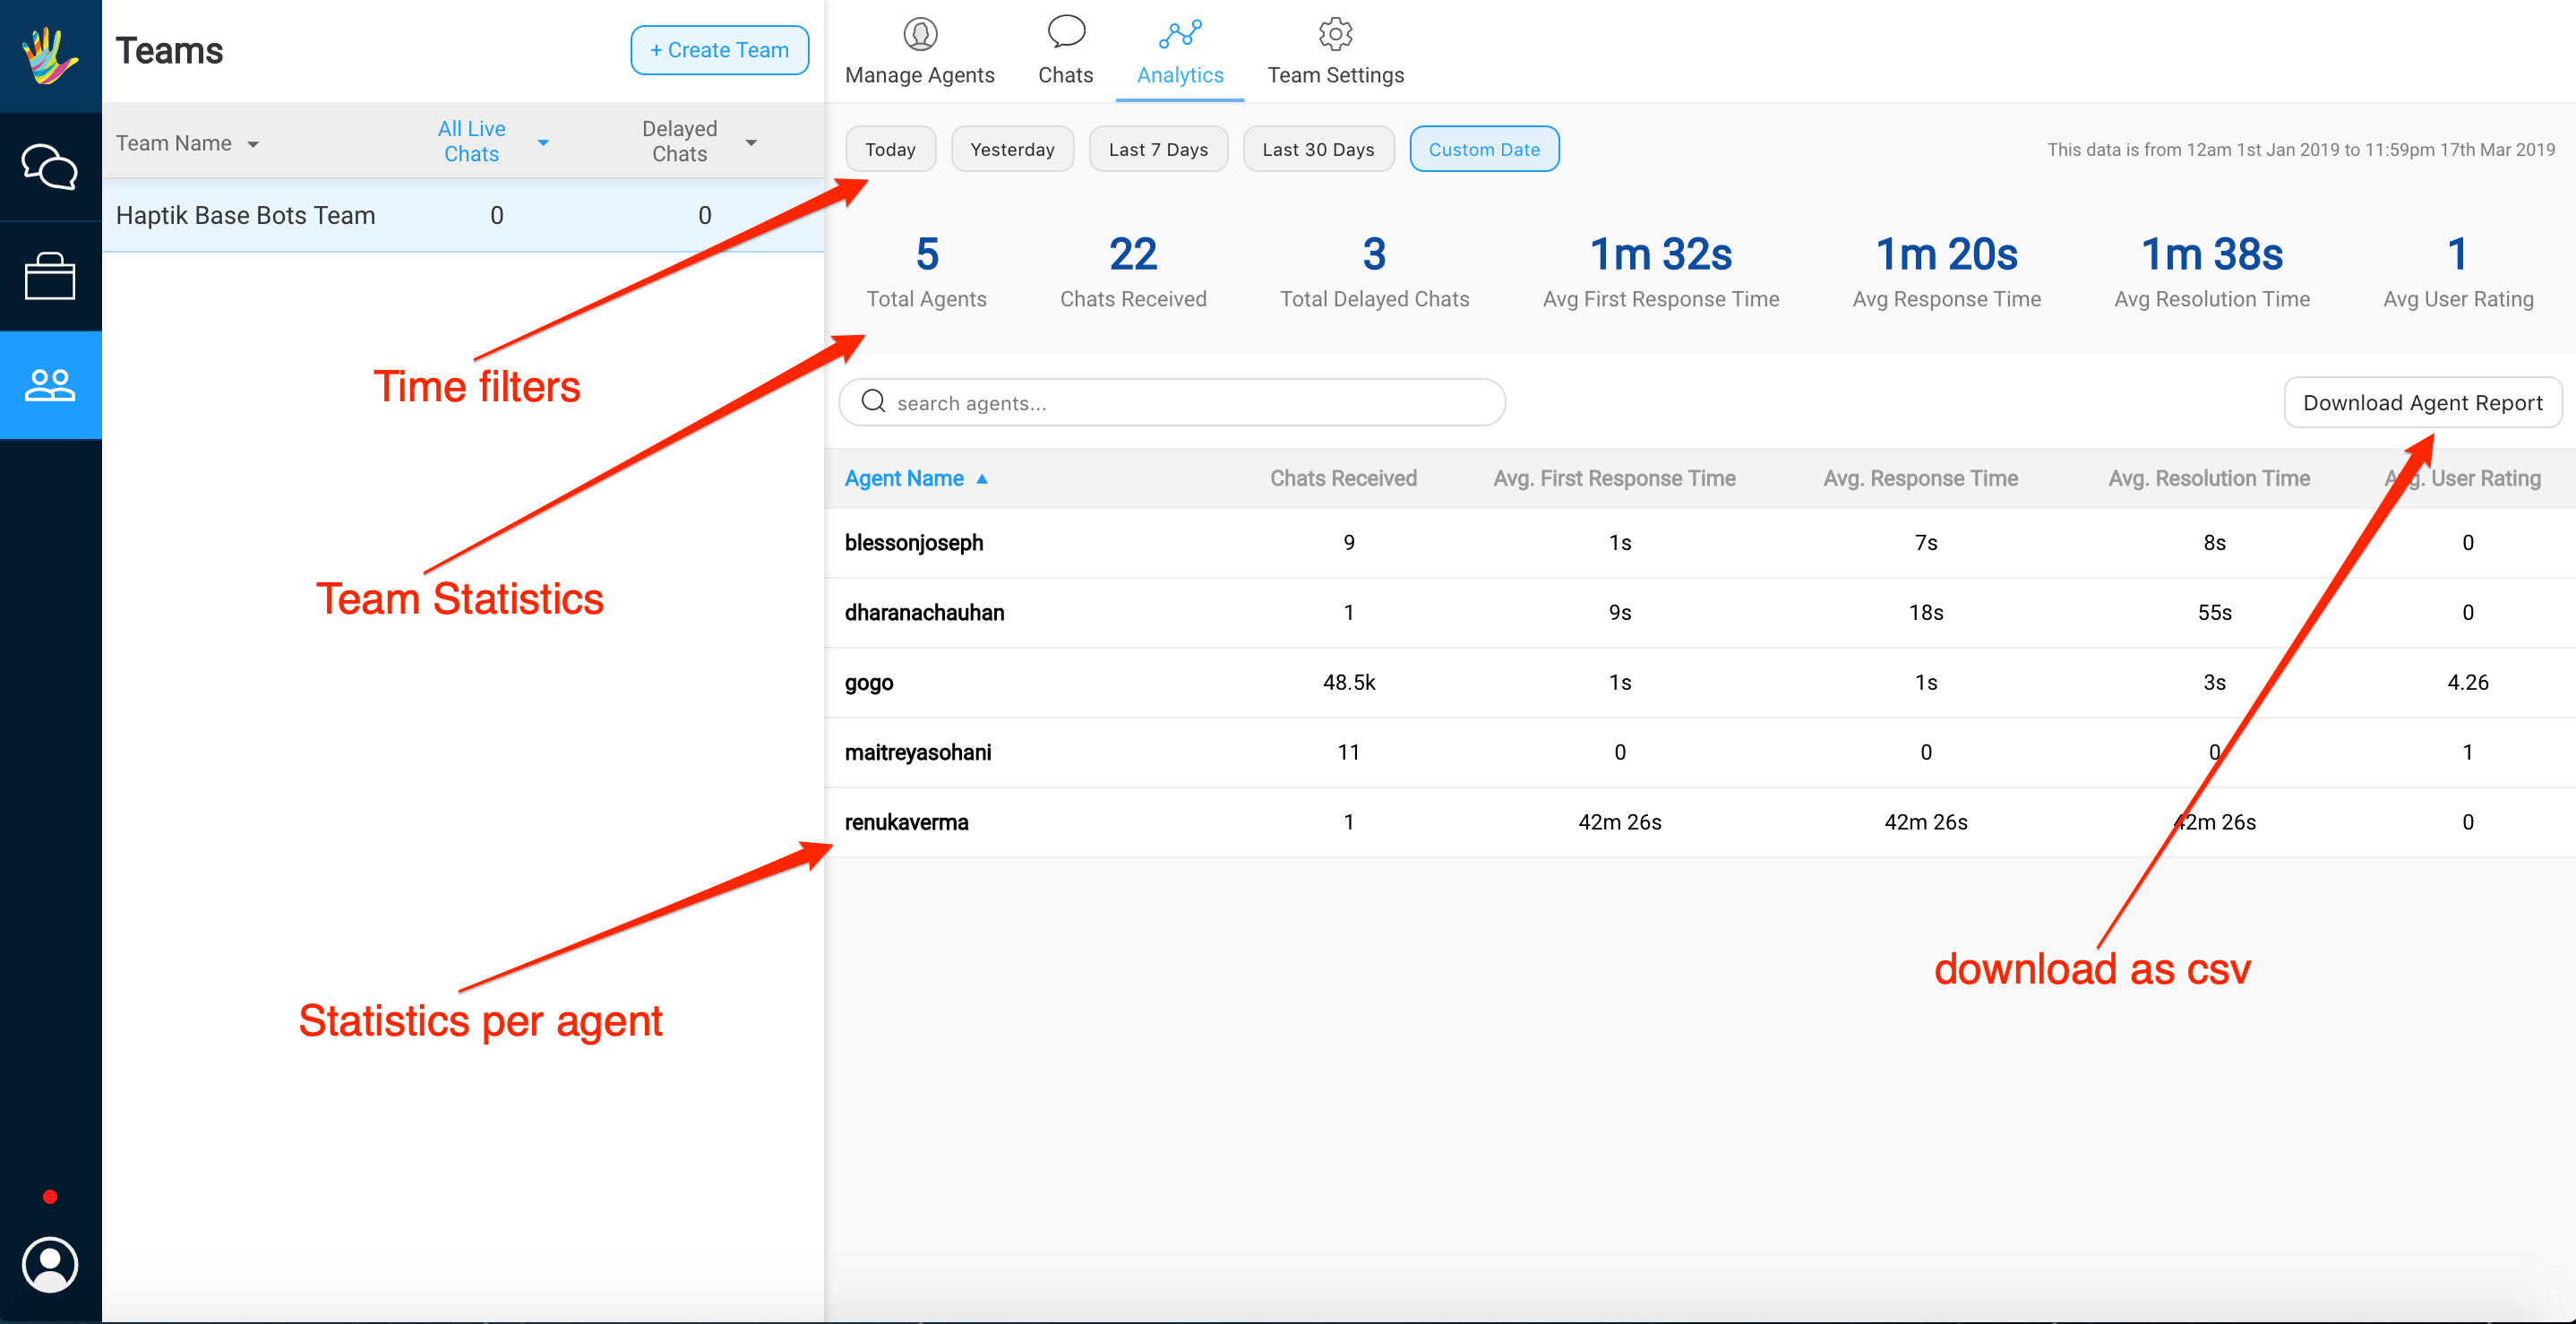 Teams
+ Create Team
Team Name
All Live
Chats
Delayed
Chats
Haptik Base Bots Team 0 0
Manage Agents Chats Analytics Team Settings
Today Yesterday Last 7 Days Last 30 Days Custom Date
This data is from 12am 1st Jan 2019 to 11:59pm 17th Mar 2019
5 22 3 1m 32s 1m 20s 1m 38s 1
Total Agents Chats Received Total Delayed Chats Avg First Response Time Avg Response Time Avg Resolution Time Avg User Rating
Time filters
search agents...
Download Agent Report
Agent Name Chats Received Avg. First Response Time Avg. Response Time Avg. Resolution Time Avg. User Rating
blessonjoseph 9 1s 7s 8s 0
Team Statistics
dharanachauhan 1 9s 18s 55s 0
gogo 48.5k 1s 1s 3s 4.26
maitreyasohani 11 0 0 0 1
renukaverma 1 42m 26s 42m 26s 42m 26s 0
download as csv
Statistics per agent